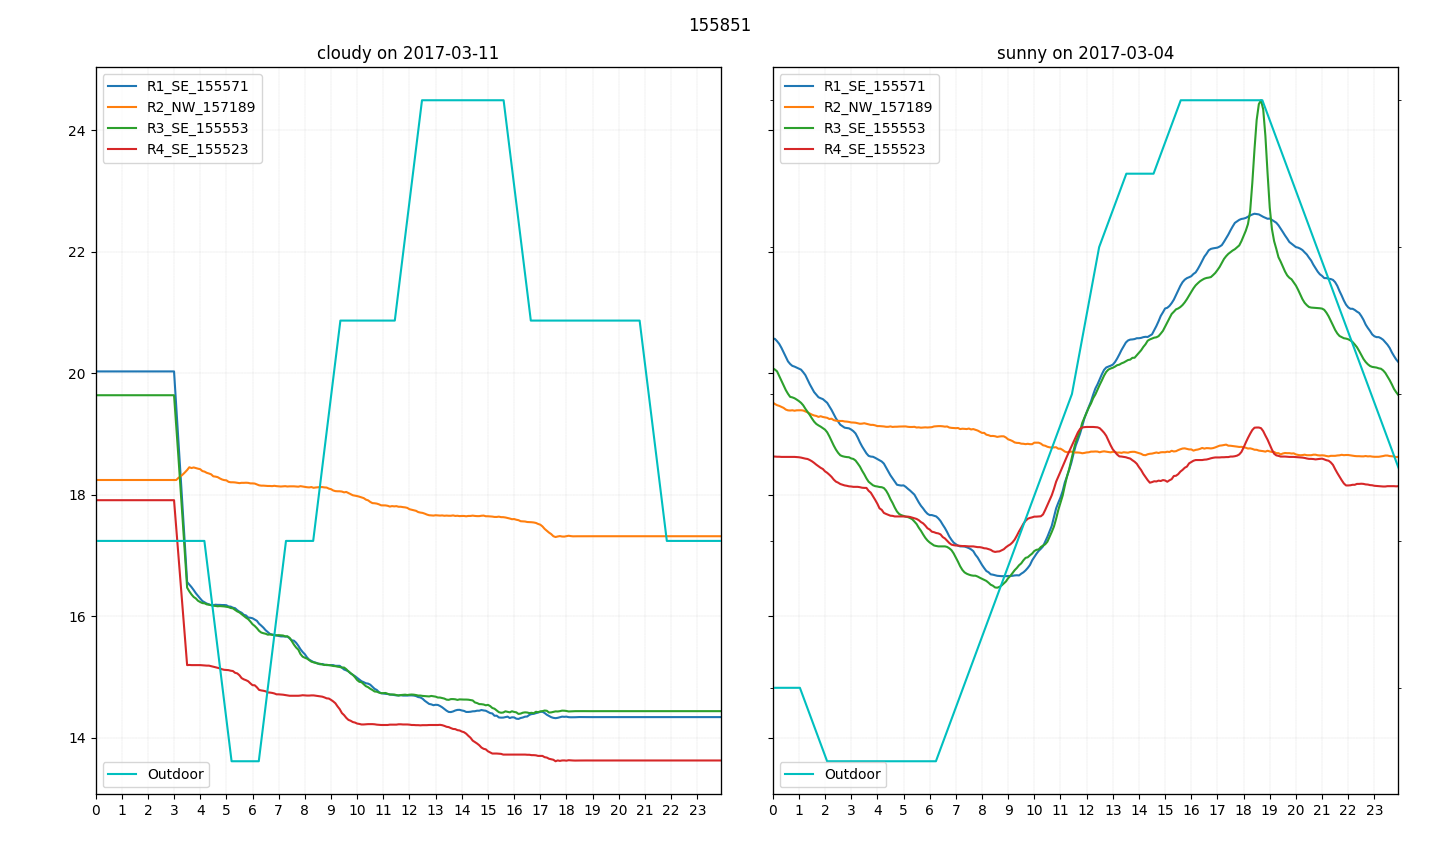 155851
cloudy on 2017-03-11
R1_SE_155571
R2_NW_157189
R3_SE_155553
R4_SE_155523
24
22
20
18
16
14
Outdoor
0 1 2 3 4 5 6 7 8 9 10 11 12 13 14 15 16 17 18 19 20 21 22 23
sunny on 2017-03-04
R1_SE_155571
R2_NW_157189
R3_SE_155553
R4_SE_155523
Outdoor
0 1 2 3 4 5 6 7 8 9 10 11 12 13 14 15 16 17 18 19 20 21 22 23